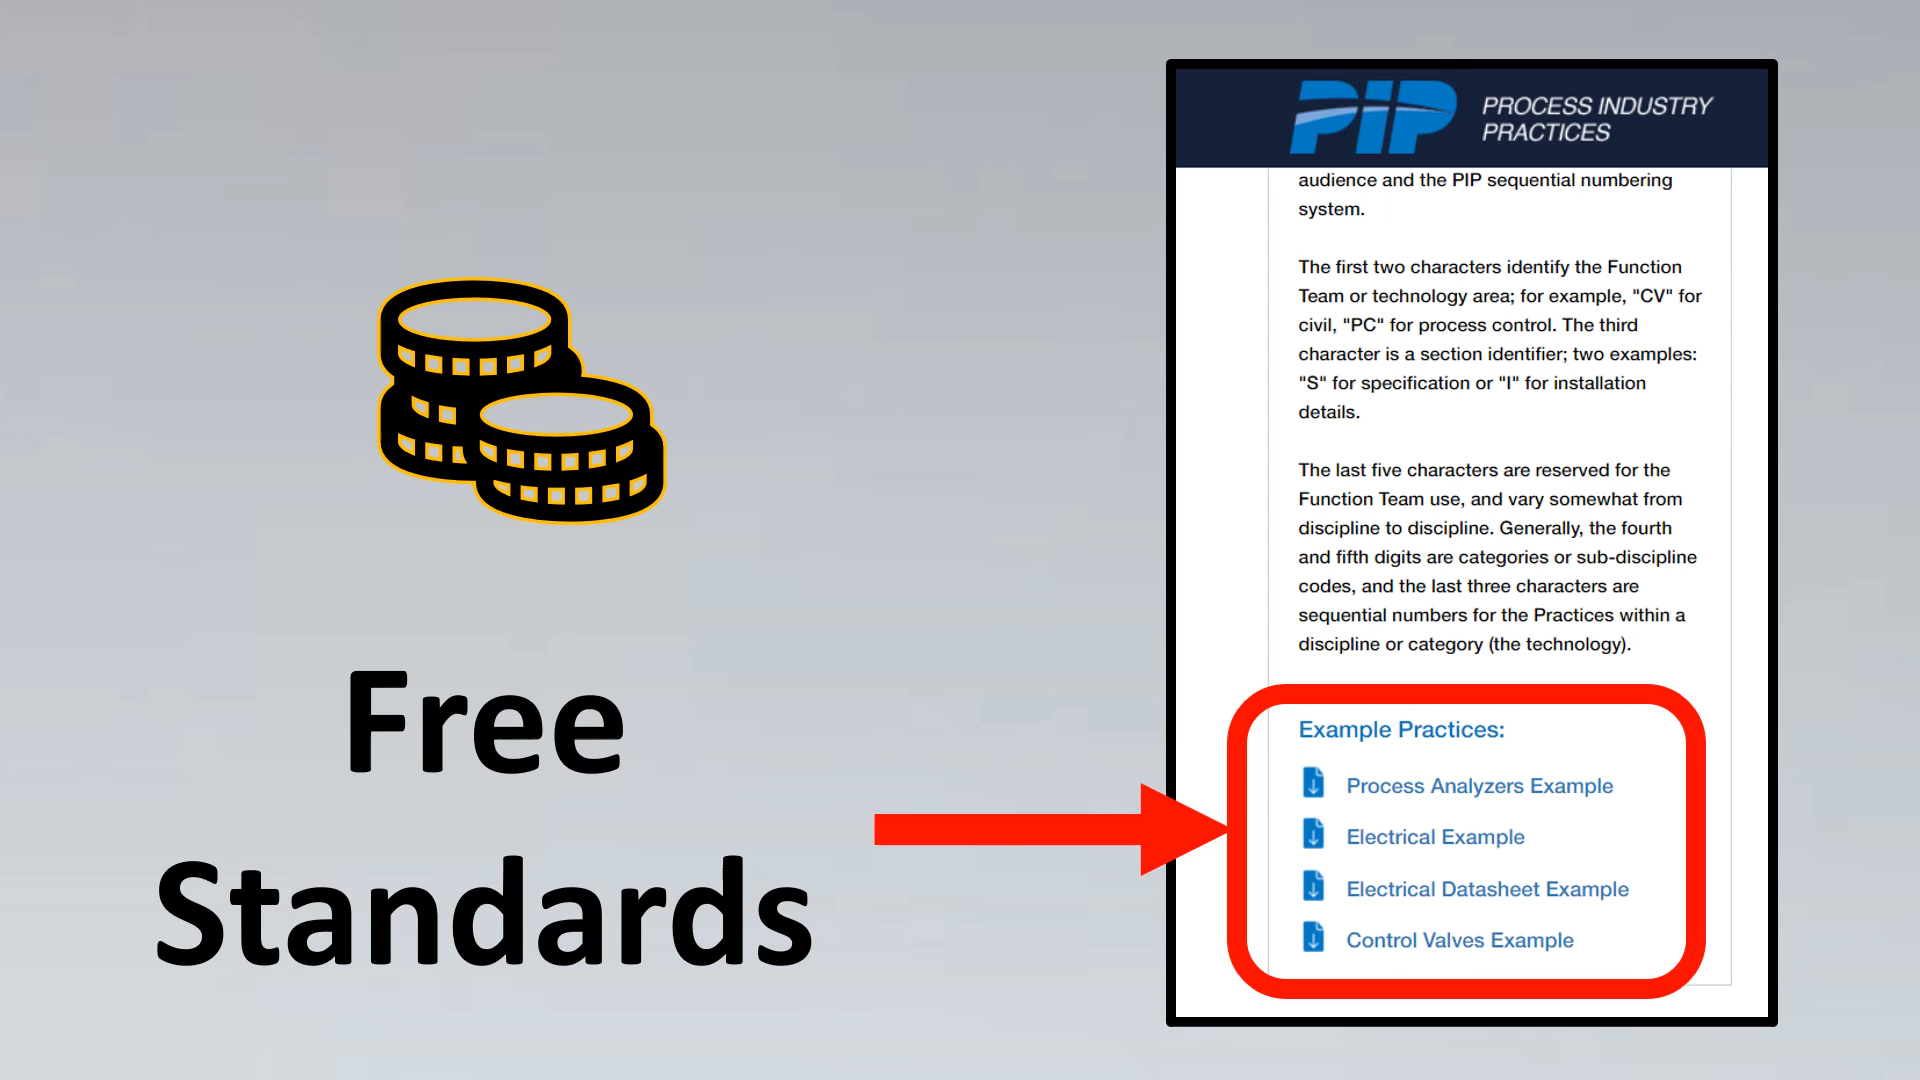 Free
Standards
PIP PROCESS INDUSTRY
PRACTICES
audience and the PIP sequential numbering
system.
The first two characters identify the Function
Team or technology area; for example, "CV" for
civil, "PC" for process control. The third
character is a section identifier; two examples:
"S" for specification or "I" for installation
details.
The last five characters are reserved for the
Function Team use, and vary somewhat from
discipline to discipline. Generally, the fourth
and fifth digits are categories or sub-discipline
codes, and the last three characters are
sequential numbers for the Practices within a
discipline or category (the technology).
Example Practices:
Process Analyzers Example
Electrical Example
Electrical Datasheet Example
Control Valves Example